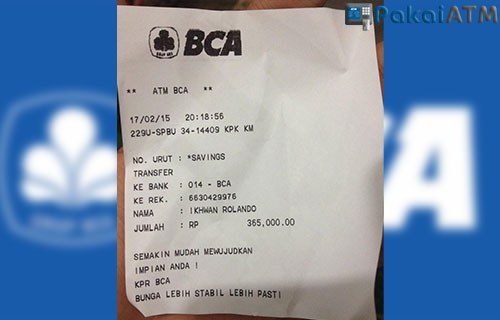 PakaiATM
BCA
** ATM BCA **
17/02/15 20:18:56
229U-SPBU 34-14409 KPK KM
NO. URUT : *SAVINGS
TRANSFER
KE BANK : 014 - BCA
KE REK. : 6630429976
NAMA : IKHWAN ROLANDO
JUMLAH : RP 365,000.00
SEMAKIN MUDAH MEWUJUDKAN
IMPIAN ANDA !
KPR BCA
BUNGA LEBIH STABIL LEBIH PASTI